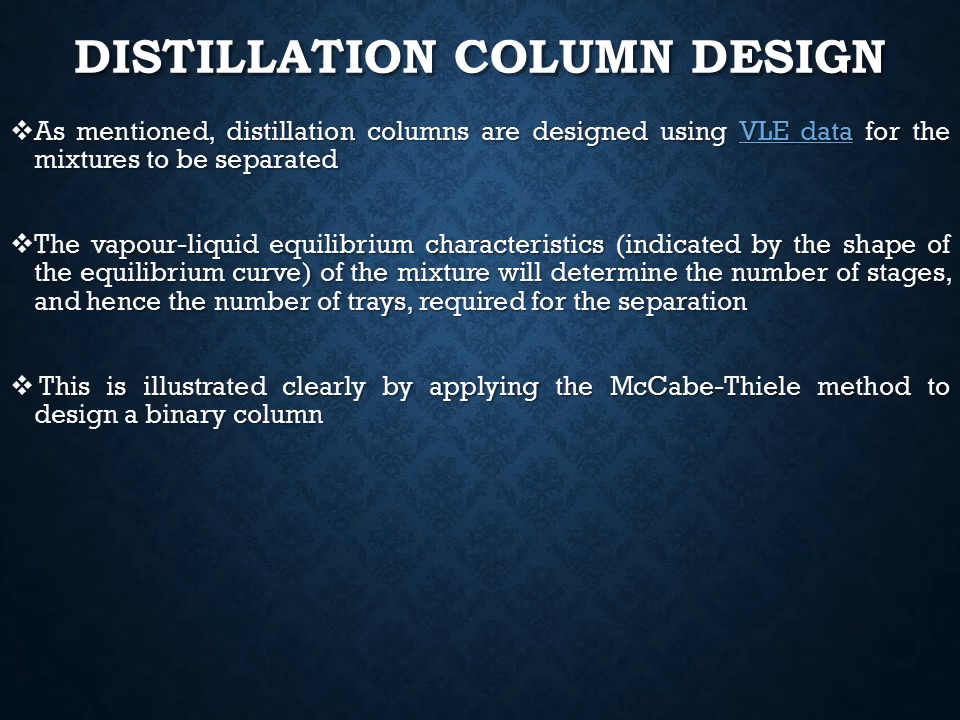 DISTILLATION COLUMN DESIGN
❖As mentioned, distillation columns are designed using VLE data for the
mixtures to be separated
❖The vapour-liquid equilibrium characteristics (indicated by the shape of
the equilibrium curve) of the mixture will determine the number of stages,
and hence the number of trays, required for the separation
❖ This is illustrated clearly by applying the McCabe-Thiele method to
design a binary column